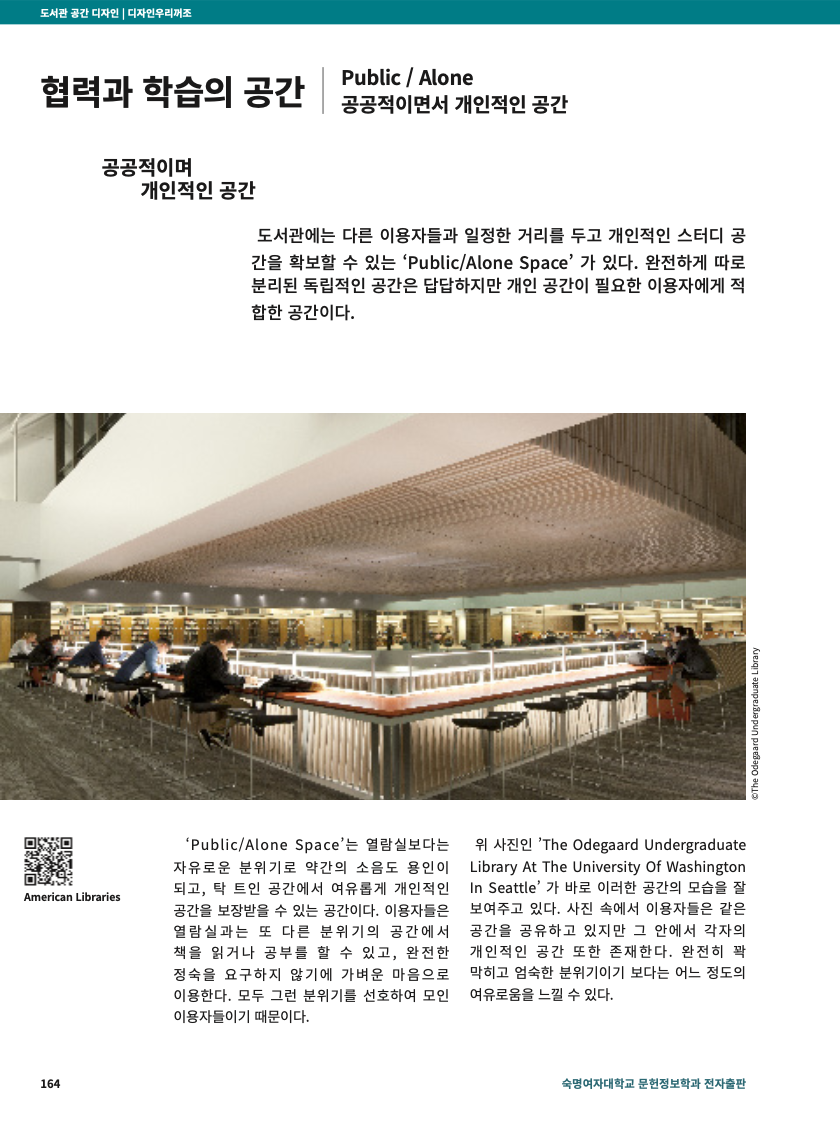 도서관 공간 디자인 | 디자인우리꺼조
협력과 학습의 공간
Public / Alone
공공적이면서 개인적인 공간
공공적이며
개인적인 공간
도서관에는 다른 이용자들과 일정한 거리를 두고 개인적인 스터디 공
간을 확보할 수 있는 ‘Public/Alone Space’ 가 있다. 완전하게 따로
분리된 독립적인 공간은 답답하지만 개인 공간이 필요한 이용자에게 적
합한 공간이다.
©The Odegaard Undergraduate Library
American Libraries
‘Public/Alone Space’는 열람실보다는
자유로운 분위기로 약간의 소음도 용인이
되고, 탁 트인 공간에서 여유롭게 개인적인
공간을 보장받을 수 있는 공간이다. 이용자들은
열람실과는 또 다른 분위기의 공간에서
책을 읽거나 공부를 할 수 있고, 완전한
정숙을 요구하지 않기에 가벼운 마음으로
이용한다. 모두 그런 분위기를 선호하여 모인
이용자들이기 때문이다.
위 사진인 ’The Odegaard Undergraduate
Library At The University Of Washington
In Seattle’ 가 바로 이러한 공간의 모습을 잘
보여주고 있다. 사진 속에서 이용자들은 같은
공간을 공유하고 있지만 그 안에서 각자의
개인적인 공간 또한 존재한다. 완전히 꽉
막히고 엄숙한 분위기이기 보다는 어느 정도의
여유로움을 느낄 수 있다.
164
숙명여자대학교 문헌정보학과 전자출판